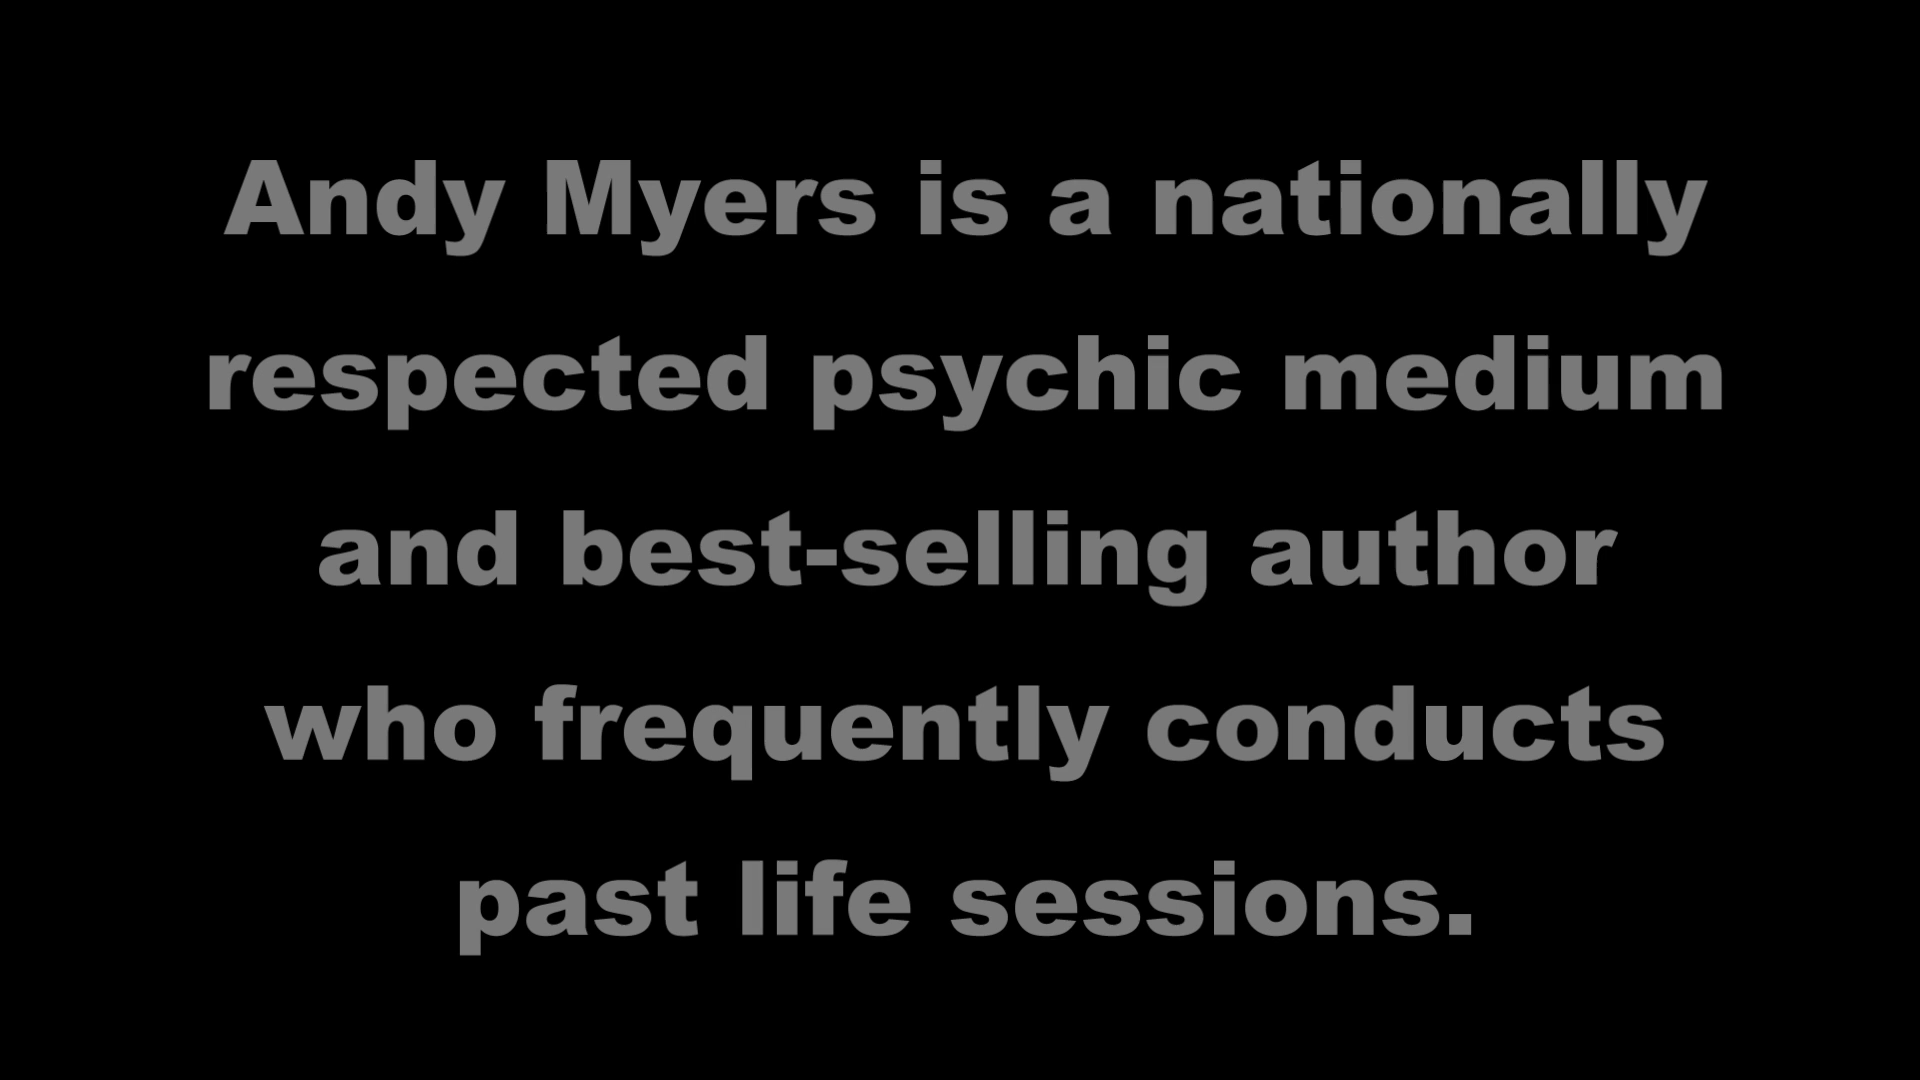 Andy Myers is a nationally
respected psychic medium
and best-selling author
who frequently conducts
past life sessions.